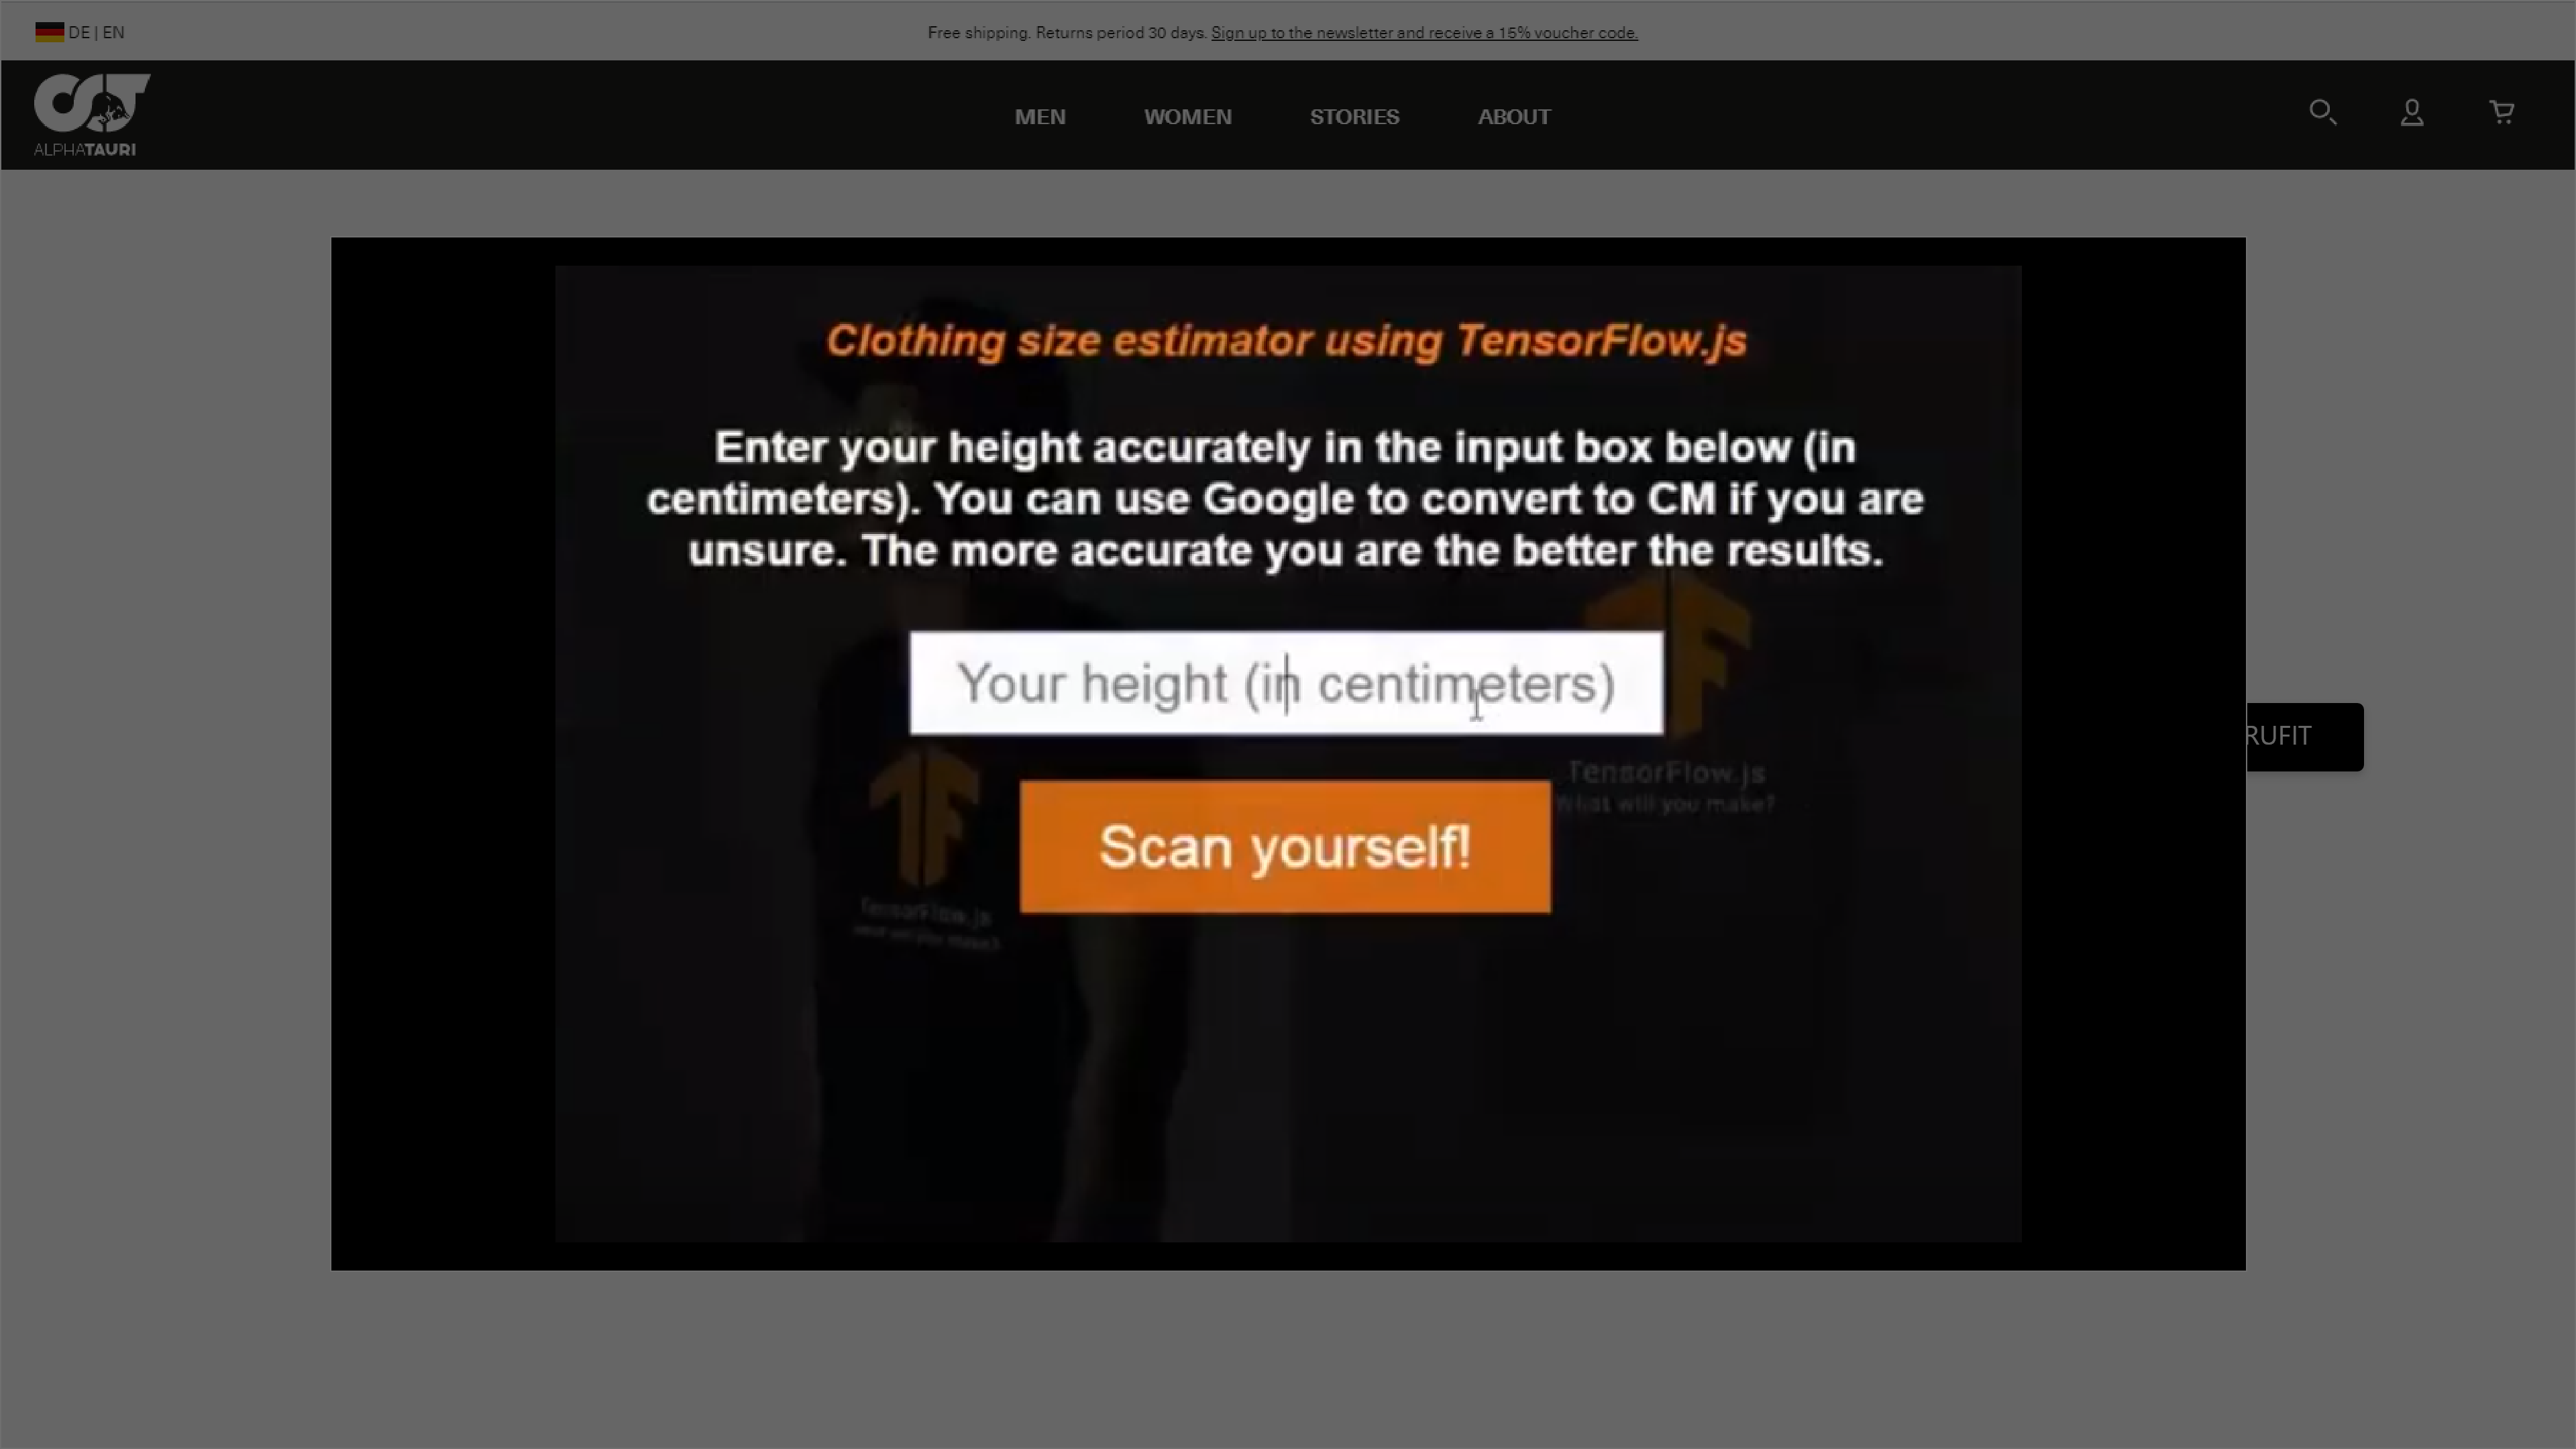 DE | EN
Free shipping. Returns period 30 days. Sign up to the newsletter and receive a 15% voucher code.
ALPHATAURI
MEN WOMEN STORIES ABOUT
Clothing size estimator using TensorFlow.js
Enter your height accurately in the input box below (in
centimeters). You can use Google to convert to CM if you are
unsure. The more accurate you are the better the results.
Your height (in centimeters)
RUFIT
TensorFlow.js
What will you make?
Scan yourself!
TensorFlow.js
What will you make?